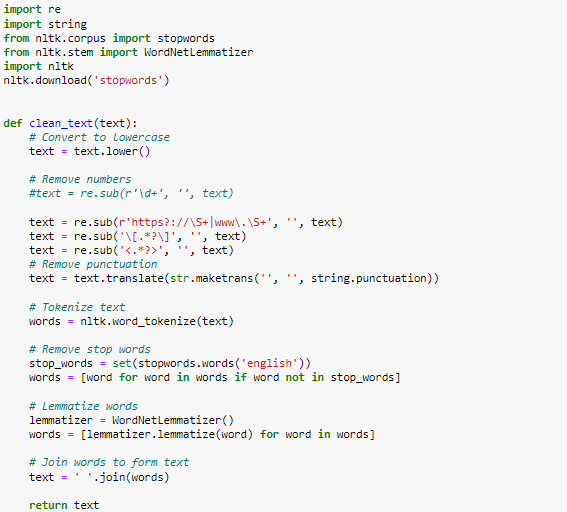 import re
import string
from nltk.corpus import stopwords
from nltk.stem import WordNetLemmatizer
import nltk
nltk.download('stopwords')
def clean_text(text):
# Convert to lowercase
text = text.lower()
# Remove numbers
#text = re.sub(r'\d+', '', text)
text = re.sub(r'https?://\S+|www\.\S+', '', text)
text = re.sub('\[.*?\]', '', text)
text = re.sub('<.*?>', '', text)
# Remove punctuation
text = text.translate(str.maketrans('', '', string.punctuation))
# Tokenize text
words = nltk.word_tokenize(text)
# Remove stop words
stop_words = set(stopwords.words('english'))
words = [word for word in words if word not in stop_words]
# Lemmatize words
lemmatizer = WordNetLemmatizer()
words = [lemmatizer.lemmatize(word) for word in words]
# Join words to form text
text = ' '.join(words)
return text